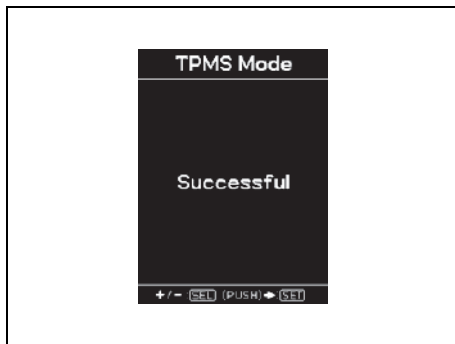 TPMS Mode
Successful
+/- SEL (PUSH)➔ SET